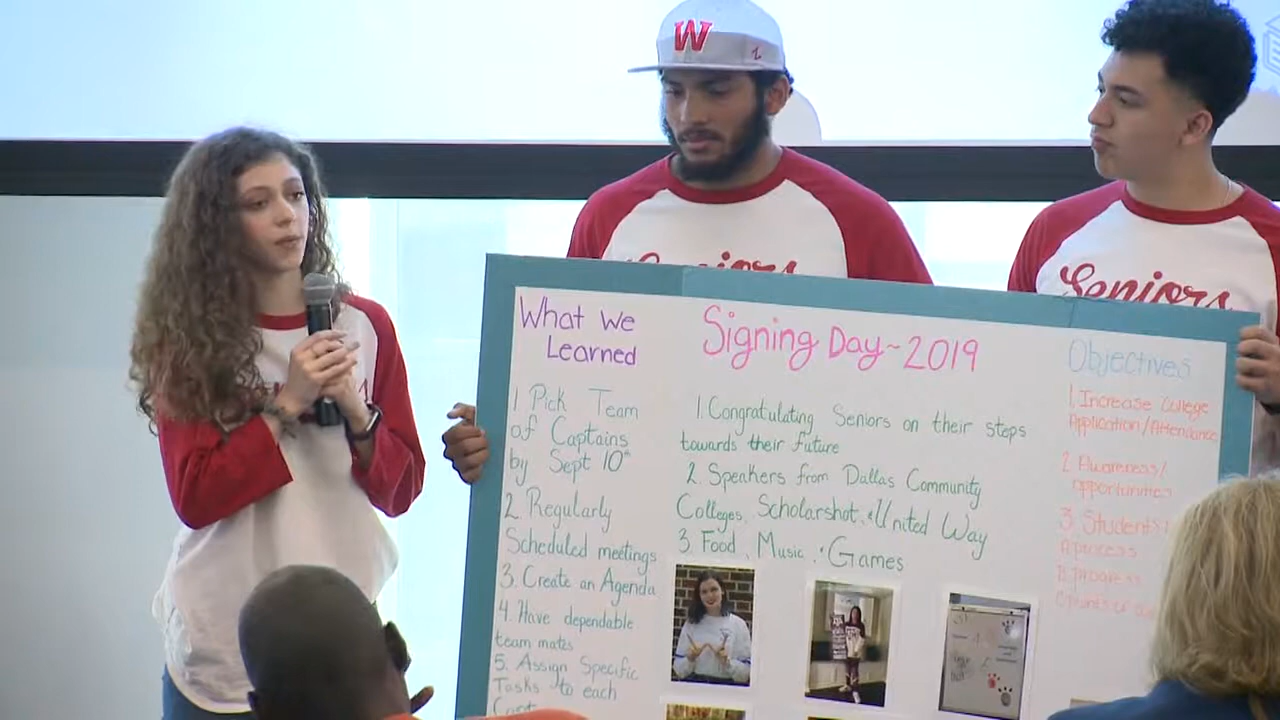 W
Seniors
Seniors
What We
Learned
1 Pick Team
of Captains
by Sept 10th
2. Regularly
Scheduled meetings
3. Create an Agenda
4. Have dependable
team mates
5. Assign Specific
Tasks to each
Signing Day~2019
1. Congratulating Seniors on their steps
towards their future
2. Speakers from Dallas Community
Colleges, Scholarshot, & United Way
3. Food, Music, & Games
Objectives
1. Increase College
Application/Attendance
2. Awareness/
opportunities
3. Students
A process
B progress